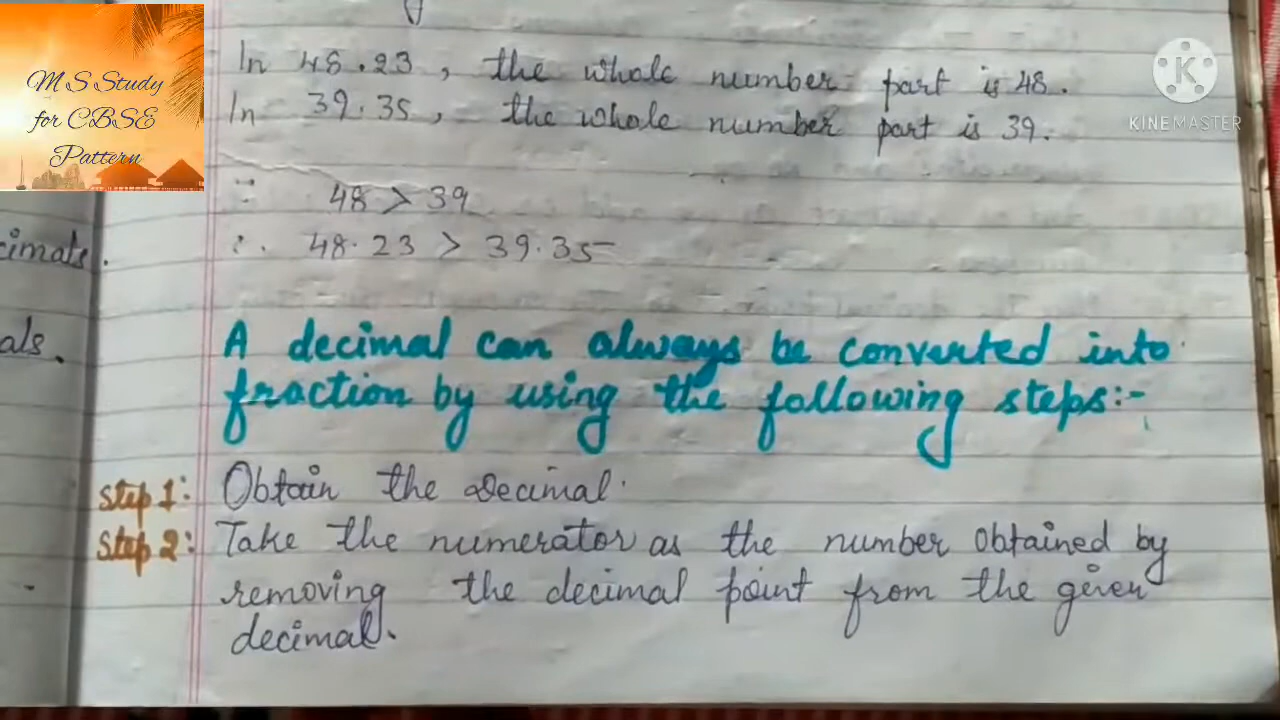 M S Study
for CBSE
Pattern
KINEMASTER
In 48.23, the whole number part is 48.
In 39.35, the whole number part is 39.
∵ 48 > 39
∴ 48.23 > 39.35
cimals.
als.
A decimal can always be converted into
fraction by using the following steps:-
Step 1: Obtain the Decimal.
Step 2: Take the numerator as the number obtained by
removing the decimal point from the given
decimal.